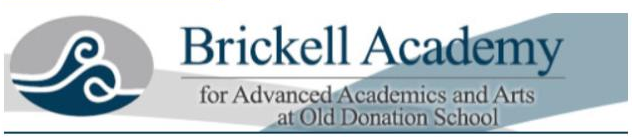 Brickell Academy
for Advanced Academics and Arts
at Old Donation School